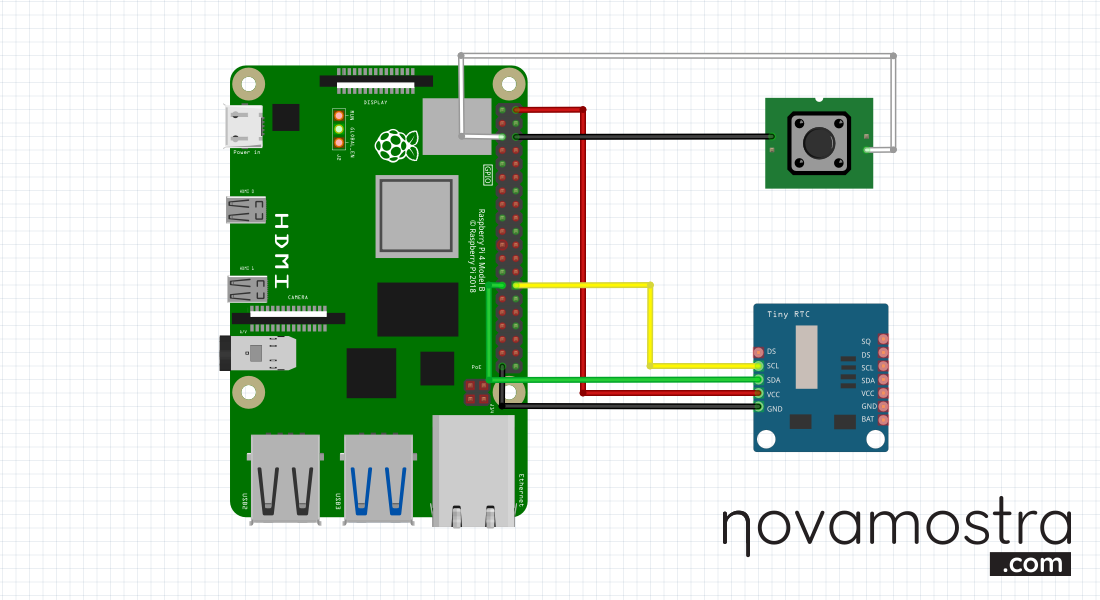 DISPLAY
RUN
GLOBAL_EN
J2
Power in
GPIO
HDMI 0
HDMI
Raspberry Pi 4 Model B
© Raspberry Pi 2018
HDMI 1
CAMERA
A/V
PoE
J14
USB2
USB3
Ethernet
Tiny RTC
DS
SCL
SDA
VCC
GND
SQ
DS
SCL
SDA
VCC
GND
BAT
novamostra
.com